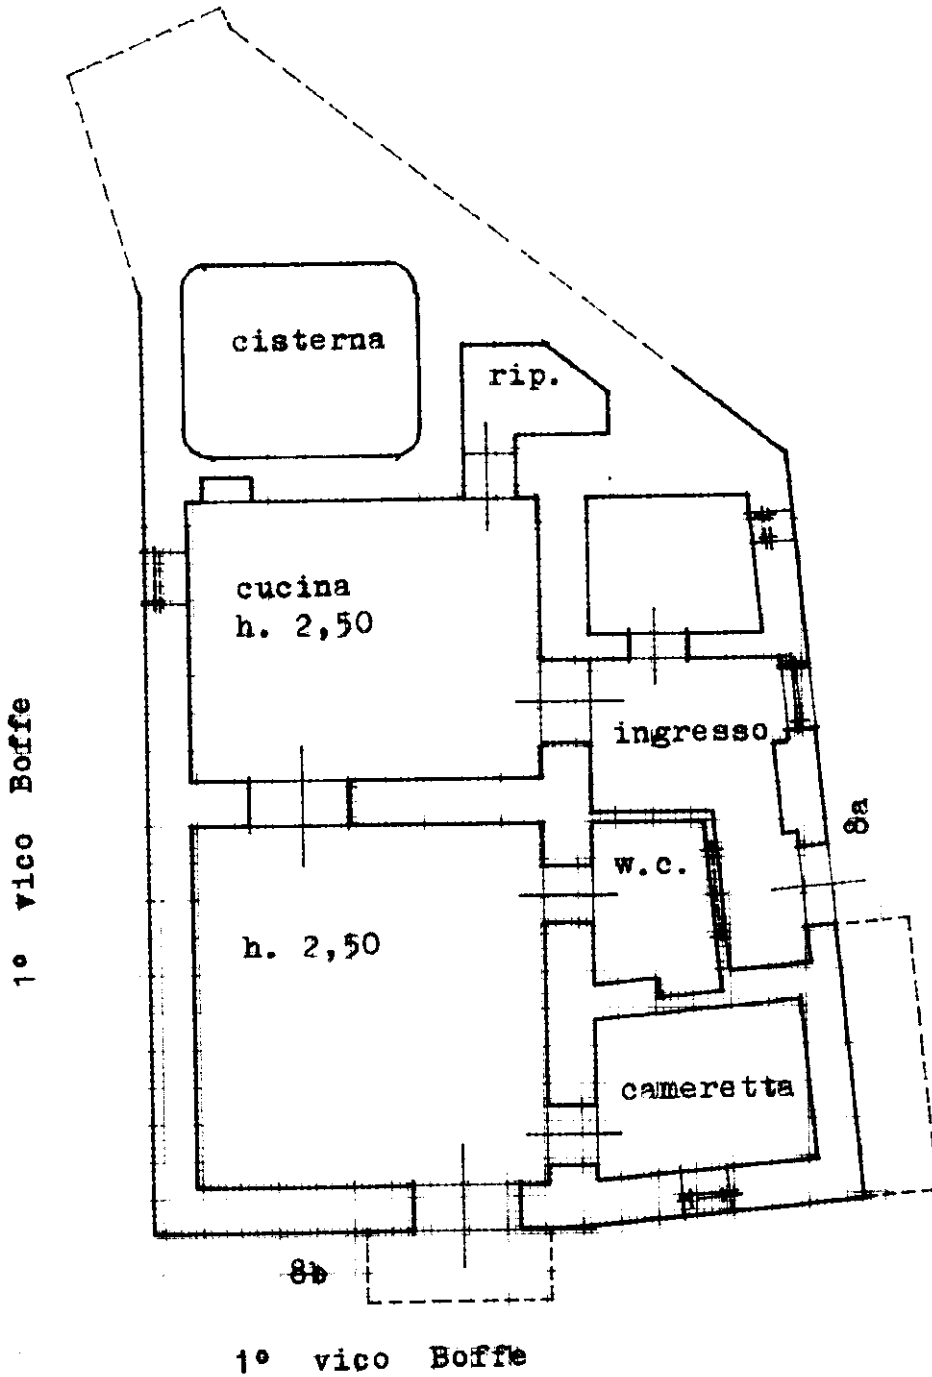 cisterna
rip.
cucina
h. 2,50
ingresso
1° vico Boffe
8a
w.c.
h. 2,50
cameretta
8b
1° vico Boffe